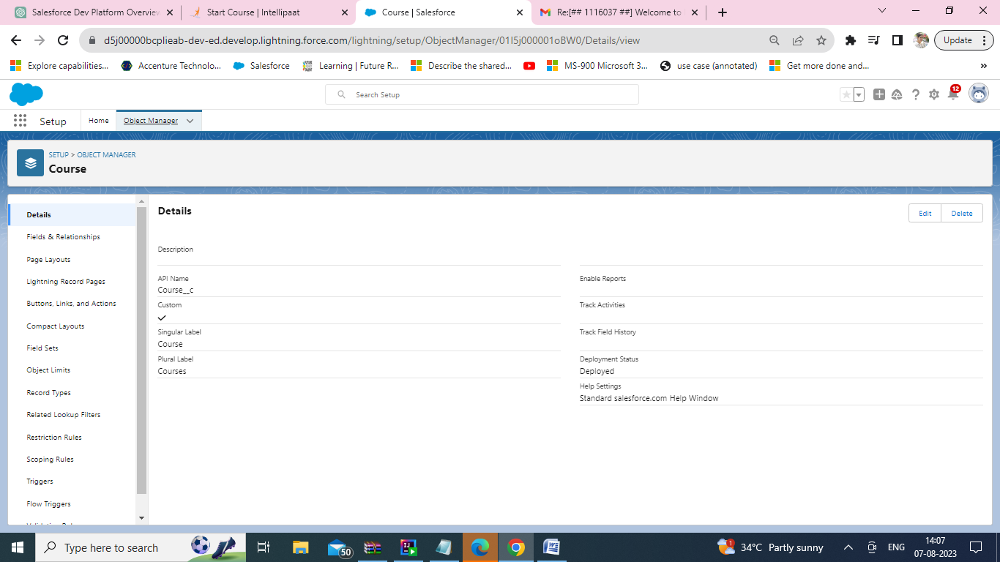 Salesforce Dev Platform Overview
Start Course | Intellipaat
Course | Salesforce
Re:[## 1116037 ##] Welcome to
Update
d5j00000bcplieab-dev-ed.develop.lightning.force.com/lightning/setup/ObjectManager/01I5j000001oBW0/Details/view
Explore capabilities...
Accenture Technolo...
Salesforce
Learning | Future R...
Describe the shared...
MS-900 Microsoft 3...
use case (annotated)
Get more done and...
»
Search Setup
12
Setup
Home
Object Manager
SETUP > OBJECT MANAGER
Course
Details
Fields & Relationships
Page Layouts
Lightning Record Pages
Buttons, Links, and Actions
Compact Layouts
Field Sets
Object Limits
Record Types
Related Lookup Filters
Restriction Rules
Scoping Rules
Triggers
Flow Triggers
Details
Edit
Delete
Description
API Name
Course__c
Custom
Singular Label
Course
Plural Label
Courses
Enable Reports
Track Activities
Track Field History
Deployment Status
Deployed
Help Settings
Standard salesforce.com Help Window
Type here to search
50
1
34°C Partly sunny
ENG
14:07
07-08-2023